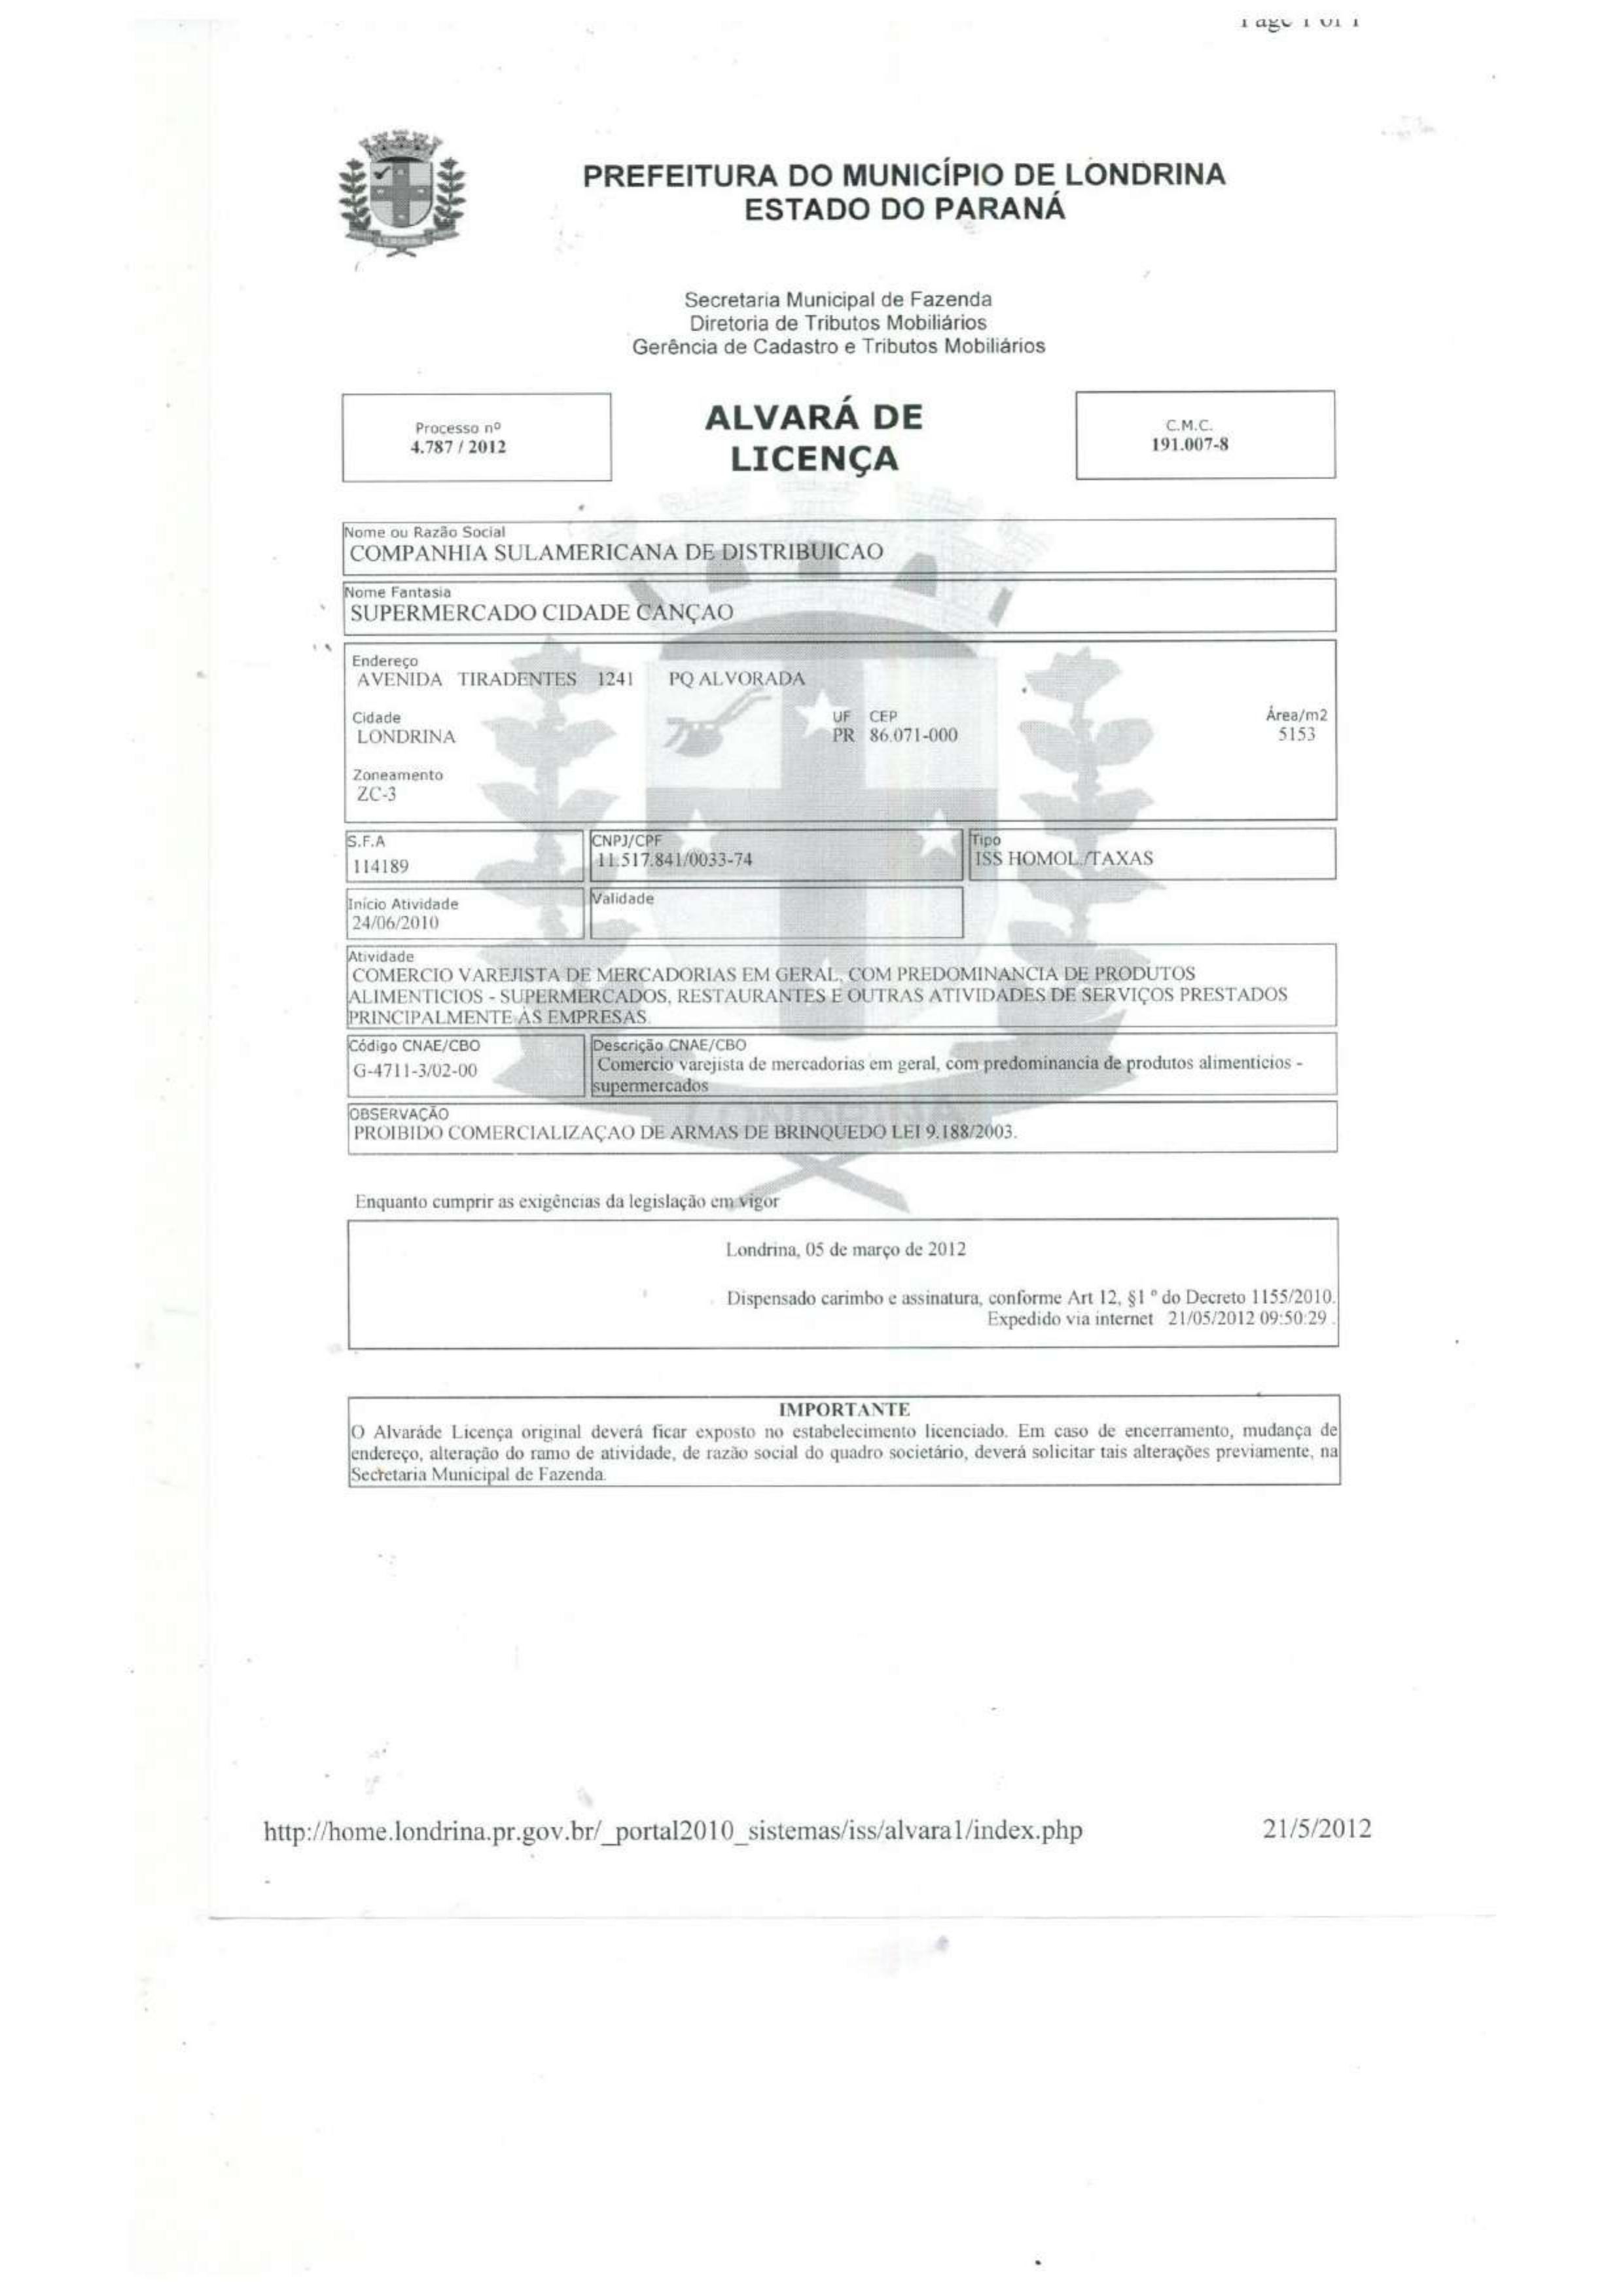 Page 1 of 1
PREFEITURA DO MUNICÍPIO DE LONDRINA
ESTADO DO PARANÁ
Secretaria Municipal de Fazenda
Diretoria de Tributos Mobiliários
Gerência de Cadastro e Tributos Mobiliários
Processo nº
4.787 / 2012
ALVARÁ DE
LICENÇA
C.M.C.
191.007-8
Nome ou Razão Social
COMPANHIA SULAMERICANA DE DISTRIBUICAO
Nome Fantasia
SUPERMERCADO CIDADE CANÇAO
Endereço
AVENIDA TIRADENTES 1241 PQ ALVORADA
Cidade UF CEP Área/m2
LONDRINA PR 86.071-000 5153
Zoneamento
ZC-3
S.F.A
114189
CNPJ/CPF
11.517.841/0033-74
Tipo
ISS HOMOL./TAXAS
Início Atividade
24/06/2010
Validade
Atividade
COMERCIO VAREJISTA DE MERCADORIAS EM GERAL, COM PREDOMINANCIA DE PRODUTOS
ALIMENTICIOS - SUPERMERCADOS, RESTAURANTES E OUTRAS ATIVIDADES DE SERVIÇOS PRESTADOS
PRINCIPALMENTE AS EMPRESAS.
Código CNAE/CBO
G-4711-3/02-00
Descrição CNAE/CBO
Comercio varejista de mercadorias em geral, com predominancia de produtos alimenticios -
supermercados
OBSERVAÇÃO
PROIBIDO COMERCIALIZAÇAO DE ARMAS DE BRINQUEDO LEI 9.188/2003.
LONDRINA
Enquanto cumprir as exigências da legislação em vigor
Londrina, 05 de março de 2012
Dispensado carimbo e assinatura, conforme Art 12, §1 º do Decreto 1155/2010.
Expedido via internet 21/05/2012 09:50:29 .
IMPORTANTE
O Alvaráde Licença original deverá ficar exposto no estabelecimento licenciado. Em caso de encerramento, mudança de
endereço, alteração do ramo de atividade, de razão social do quadro societário, deverá solicitar tais alterações previamente, na
Secretaria Municipal de Fazenda.
http://home.londrina.pr.gov.br/_portal2010_sistemas/iss/alvara1/index.php 21/5/2012